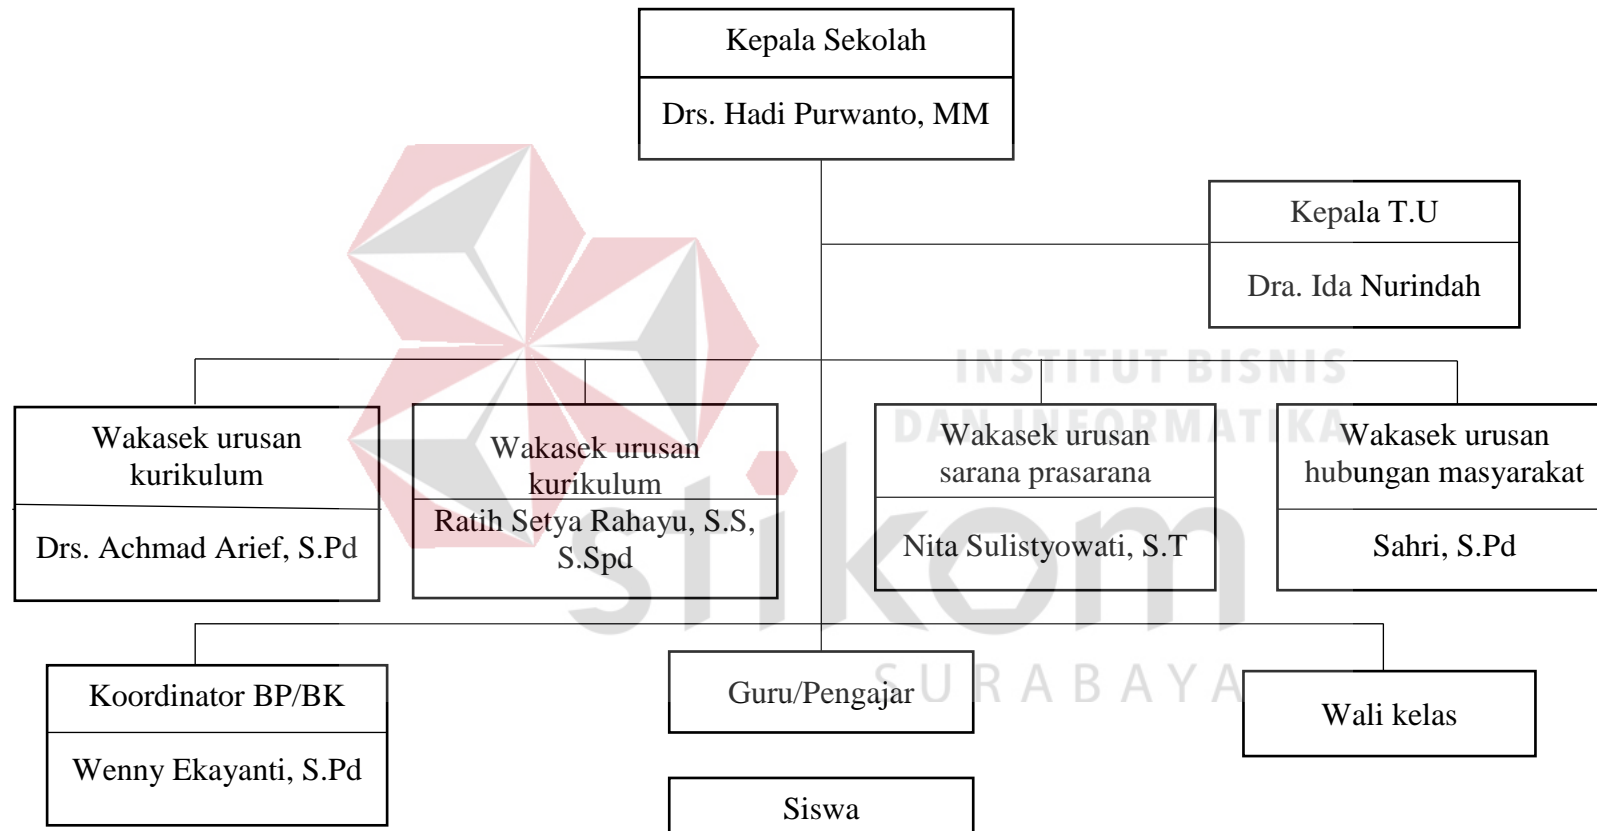 Kepala Sekolah
Drs. Hadi Purwanto, MM
Kepala T.U
Dra. Ida Nurindah
INSTITUT BISNIS
DAN INFORMATIKA
Wakasek urusan
kurikulum
Drs. Achmad Arief, S.Pd
Wakasek urusan
kurikulum
Ratih Setya Rahayu, S.S,
S.Spd
Wakasek urusan
sarana prasarana
Nita Sulistyowati, S.T
Wakasek urusan
hubungan masyarakat
Sahri, S.Pd
stikom
SURABAYA
Koordinator BP/BK
Wenny Ekayanti, S.Pd
Guru/Pengajar
Wali kelas
Siswa